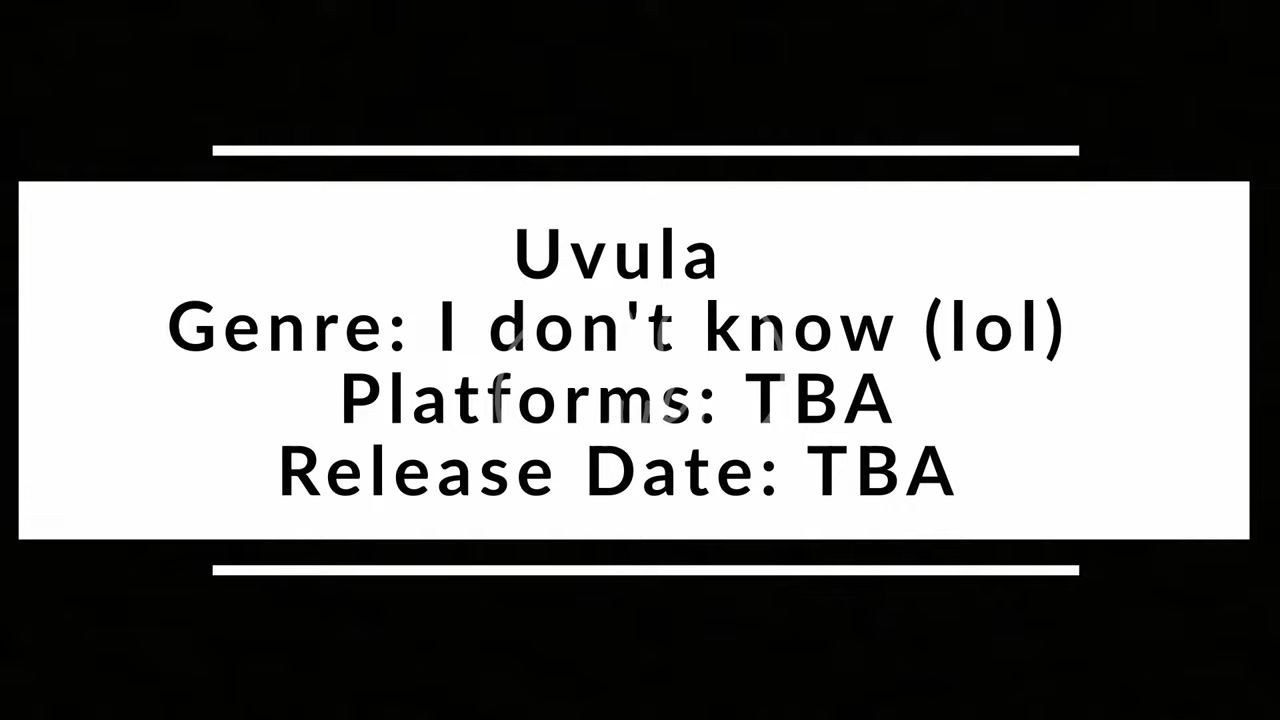 Uvula
Genre: I don't know (lol)
Platforms: TBA
Release Date: TBA